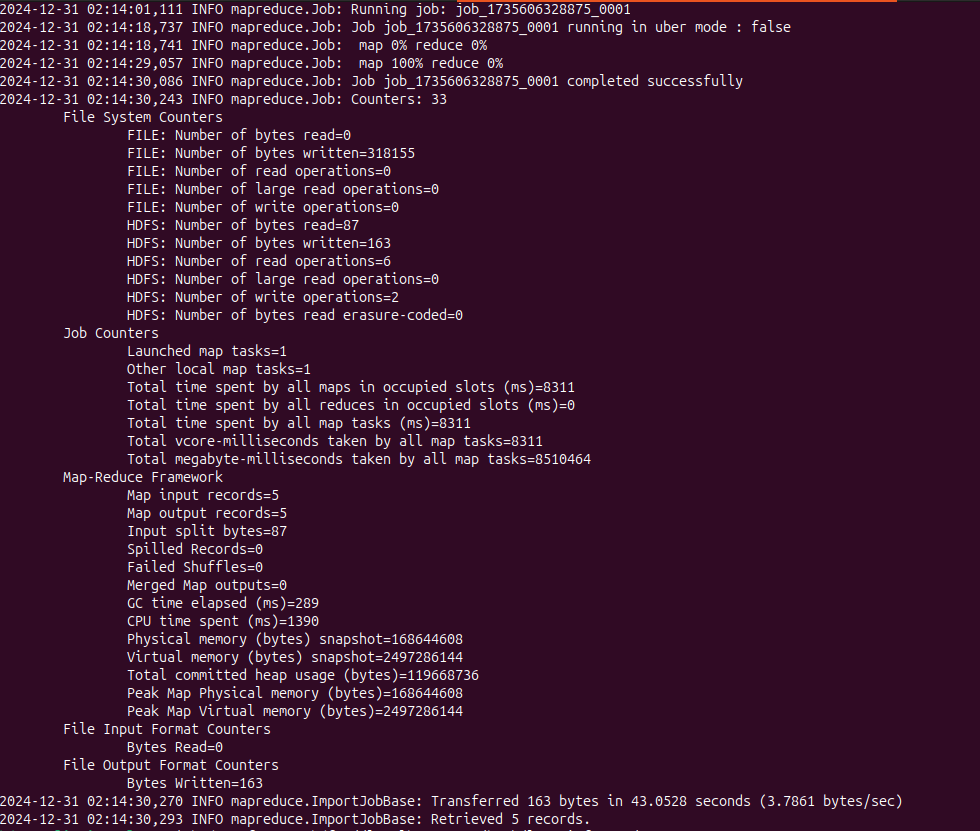 2024-12-31 02:14:01,111 INFO mapreduce.Job: Running job: job_1735606328875_0001
2024-12-31 02:14:18,737 INFO mapreduce.Job: Job job_1735606328875_0001 running in uber mode : false
2024-12-31 02:14:18,741 INFO mapreduce.Job:  map 0% reduce 0%
2024-12-31 02:14:29,057 INFO mapreduce.Job:  map 100% reduce 0%
2024-12-31 02:14:30,086 INFO mapreduce.Job: Job job_1735606328875_0001 completed successfully
2024-12-31 02:14:30,243 INFO mapreduce.Job: Counters: 33
File System Counters
FILE: Number of bytes read=0
FILE: Number of bytes written=318155
FILE: Number of read operations=0
FILE: Number of large read operations=0
FILE: Number of write operations=0
HDFS: Number of bytes read=87
HDFS: Number of bytes written=163
HDFS: Number of read operations=6
HDFS: Number of large read operations=0
HDFS: Number of write operations=2
HDFS: Number of bytes read erasure-coded=0
Job Counters
Launched map tasks=1
Other local map tasks=1
Total time spent by all maps in occupied slots (ms)=8311
Total time spent by all reduces in occupied slots (ms)=0
Total time spent by all map tasks (ms)=8311
Total vcore-milliseconds taken by all map tasks=8311
Total megabyte-milliseconds taken by all map tasks=8510464
Map-Reduce Framework
Map input records=5
Map output records=5
Input split bytes=87
Spilled Records=0
Failed Shuffles=0
Merged Map outputs=0
GC time elapsed (ms)=289
CPU time spent (ms)=1390
Physical memory (bytes) snapshot=168644608
Virtual memory (bytes) snapshot=2497286144
Total committed heap usage (bytes)=119668736
Peak Map Physical memory (bytes)=168644608
Peak Map Virtual memory (bytes)=2497286144
File Input Format Counters
Bytes Read=0
File Output Format Counters
Bytes Written=163
2024-12-31 02:14:30,270 INFO mapreduce.ImportJobBase: Transferred 163 bytes in 43.0528 seconds (3.7861 bytes/sec)
2024-12-31 02:14:30,293 INFO mapreduce.ImportJobBase: Retrieved 5 records.